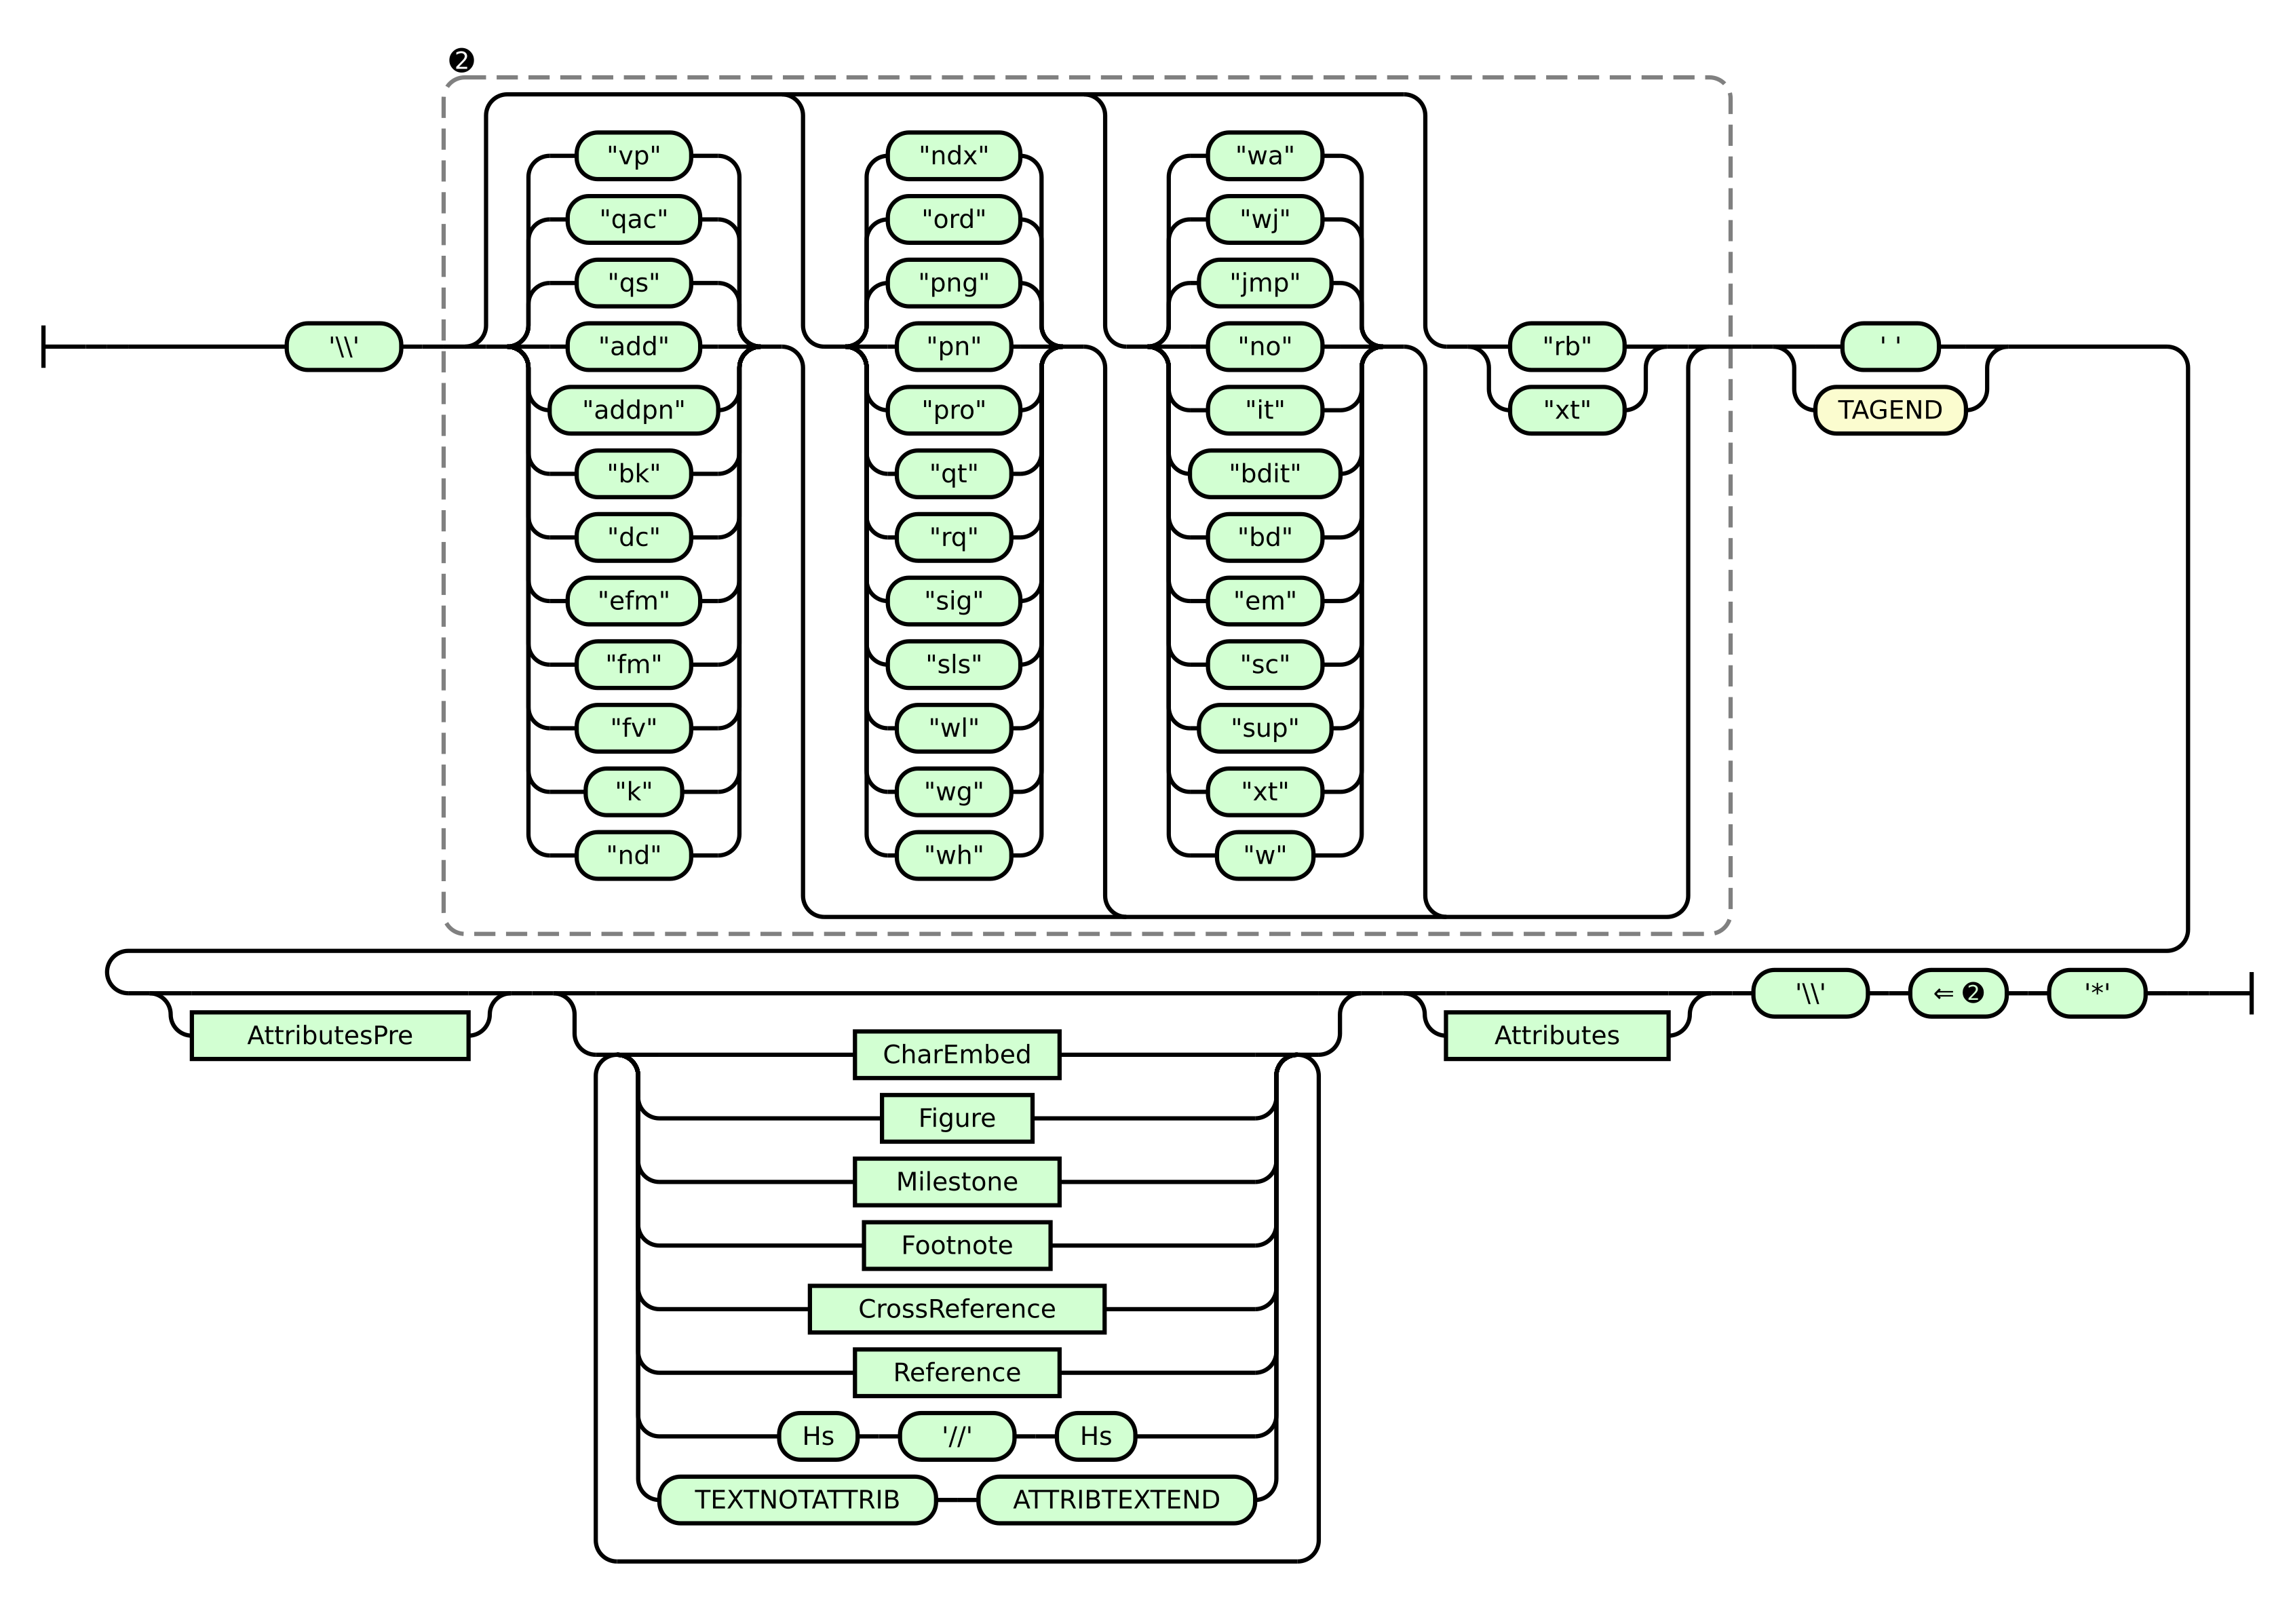 ❷
'\\'
"vp"
"qac"
"qs"
"add"
"addpn"
"bk"
"dc"
"efm"
"fm"
"fv"
"k"
"nd"
"ndx"
"ord"
"png"
"pn"
"pro"
"qt"
"rq"
"sig"
"sls"
"wl"
"wg"
"wh"
"wa"
"wj"
"jmp"
"no"
"it"
"bdit"
"bd"
"em"
"sc"
"sup"
"xt"
"w"
"rb"
"xt"
' '
TAGEND
AttributesPre
CharEmbed
Figure
Milestone
Footnote
CrossReference
Reference
Hs '//' Hs
TEXTNOTATTRIB ATTRIBTEXTEND
Attributes
'\\' ⇐ ❷ '*'